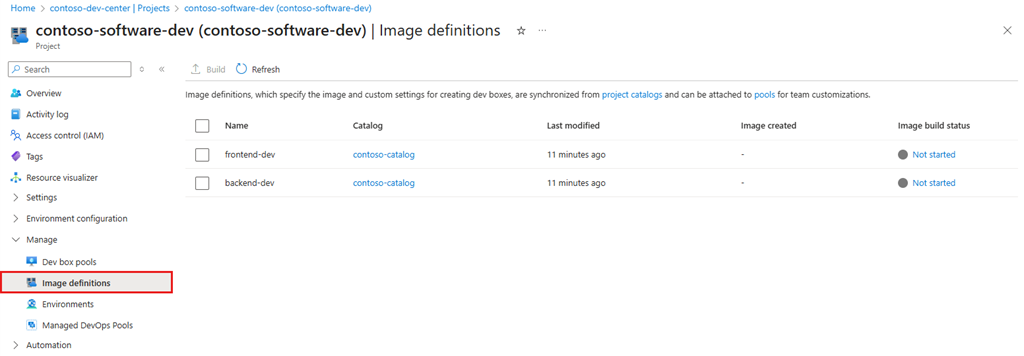 Home > contoso-dev-center | Projects > contoso-software-dev (contoso-software-dev)
contoso-software-dev (contoso-software-dev) | Image definitions
Project
Search
Build Refresh
Image definitions, which specify the image and custom settings for creating dev boxes, are synchronized from project catalogs and can be attached to pools for team customizations.
Name Catalog Last modified Image created Image build status
frontend-dev contoso-catalog 11 minutes ago - Not started
backend-dev contoso-catalog 11 minutes ago - Not started
Overview
Activity log
Access control (IAM)
Tags
Resource visualizer
Settings
Environment configuration
Manage
Dev box pools
Image definitions
Environments
Managed DevOps Pools
Automation